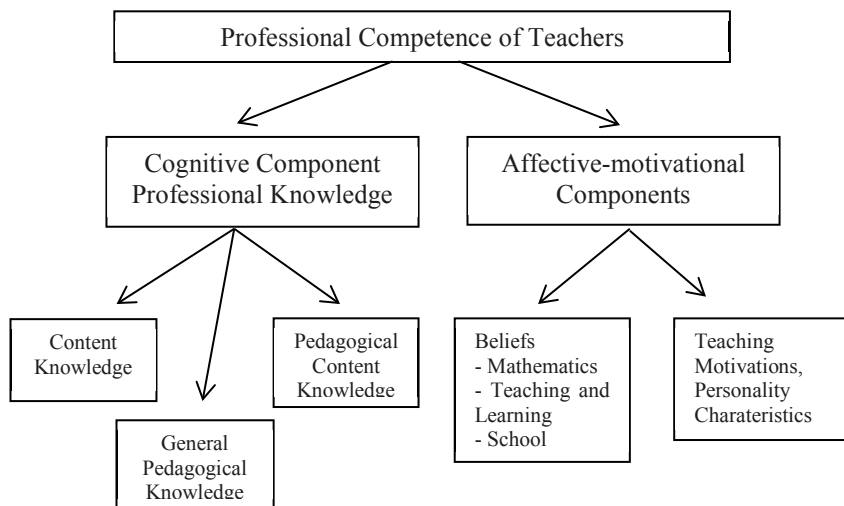 Professional Competence of Teachers
Cognitive Component
Professional Knowledge
Affective-motivational
Components
Content
Knowledge
General
Pedagogical
Knowledge
Pedagogical
Content
Knowledge
Beliefs
- Mathematics
- Teaching and
Learning
- School
Teaching
Motivations,
Personality
Charateristics